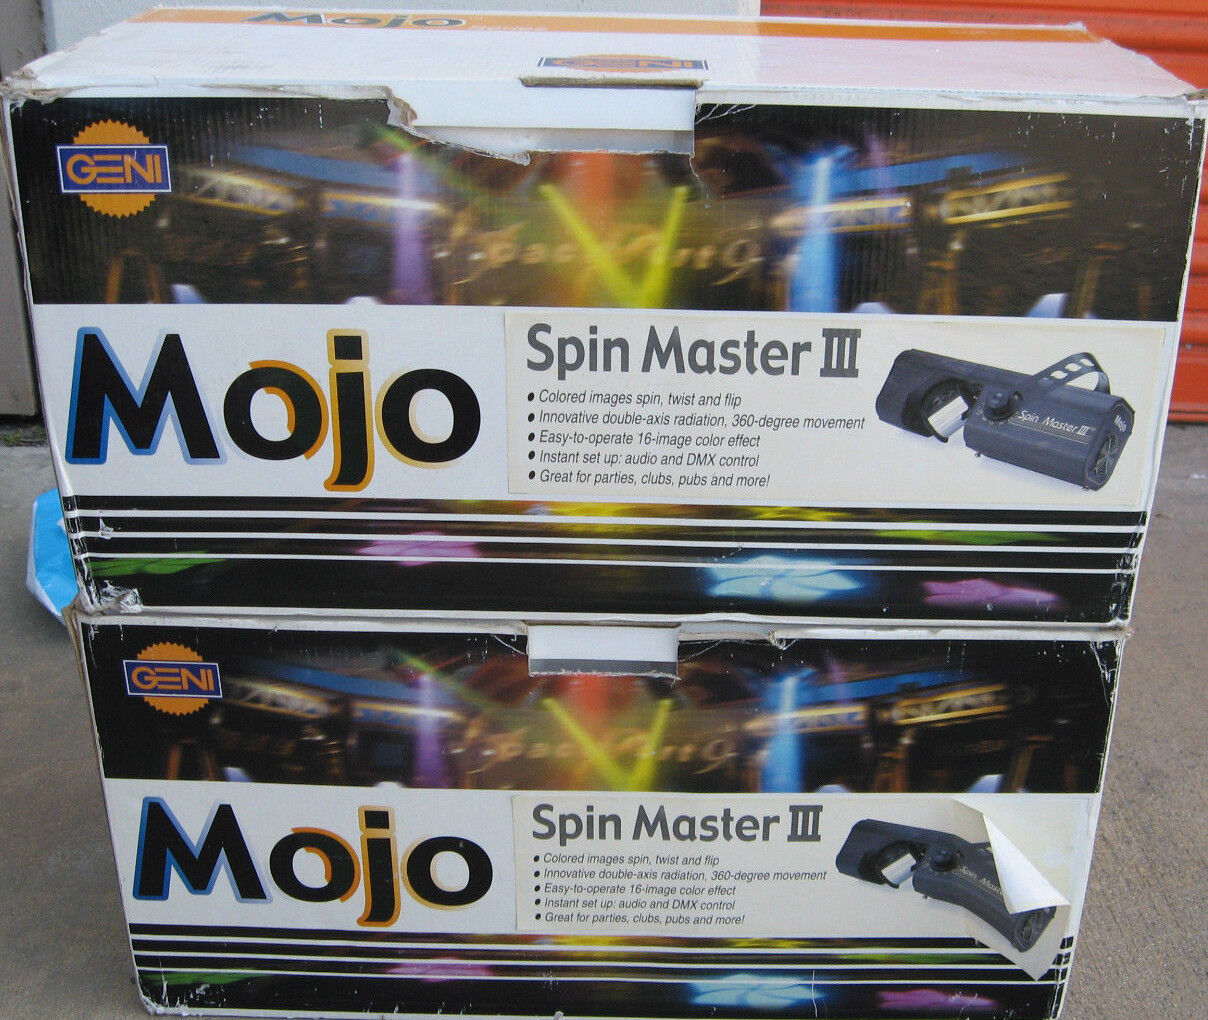 Mojo
GENI
GENI
Mojo
Spin Master III
• Colored images spin, twist and flip
• Innovative double-axis radiation, 360-degree movement
• Easy-to-operate 16-image color effect
• Instant set up: audio and DMX control
• Great for parties, clubs, pubs and more!
Spin Master III
Mojo
GENI
Mojo
Spin Master III
• Colored images spin, twist and flip
• Innovative double-axis radiation, 360-degree movement
• Easy-to-operate 16-image color effect
• Instant set up: audio and DMX control
• Great for parties, clubs, pubs and more!
Spin Maste